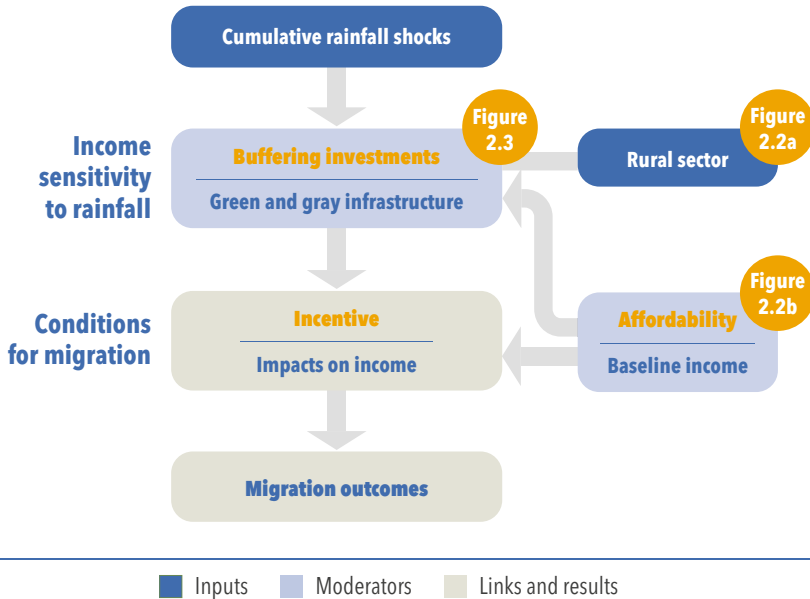 Cumulative rainfall shocks
Income
sensitivity
to rainfall
Buffering investments
Green and gray infrastructure
Figure
2.3
Rural sector
Figure
2.2a
Conditions
for migration
Incentive
Impacts on income
Affordability
Baseline income
Figure
2.2b
Migration outcomes
Inputs
Moderators
Links and results